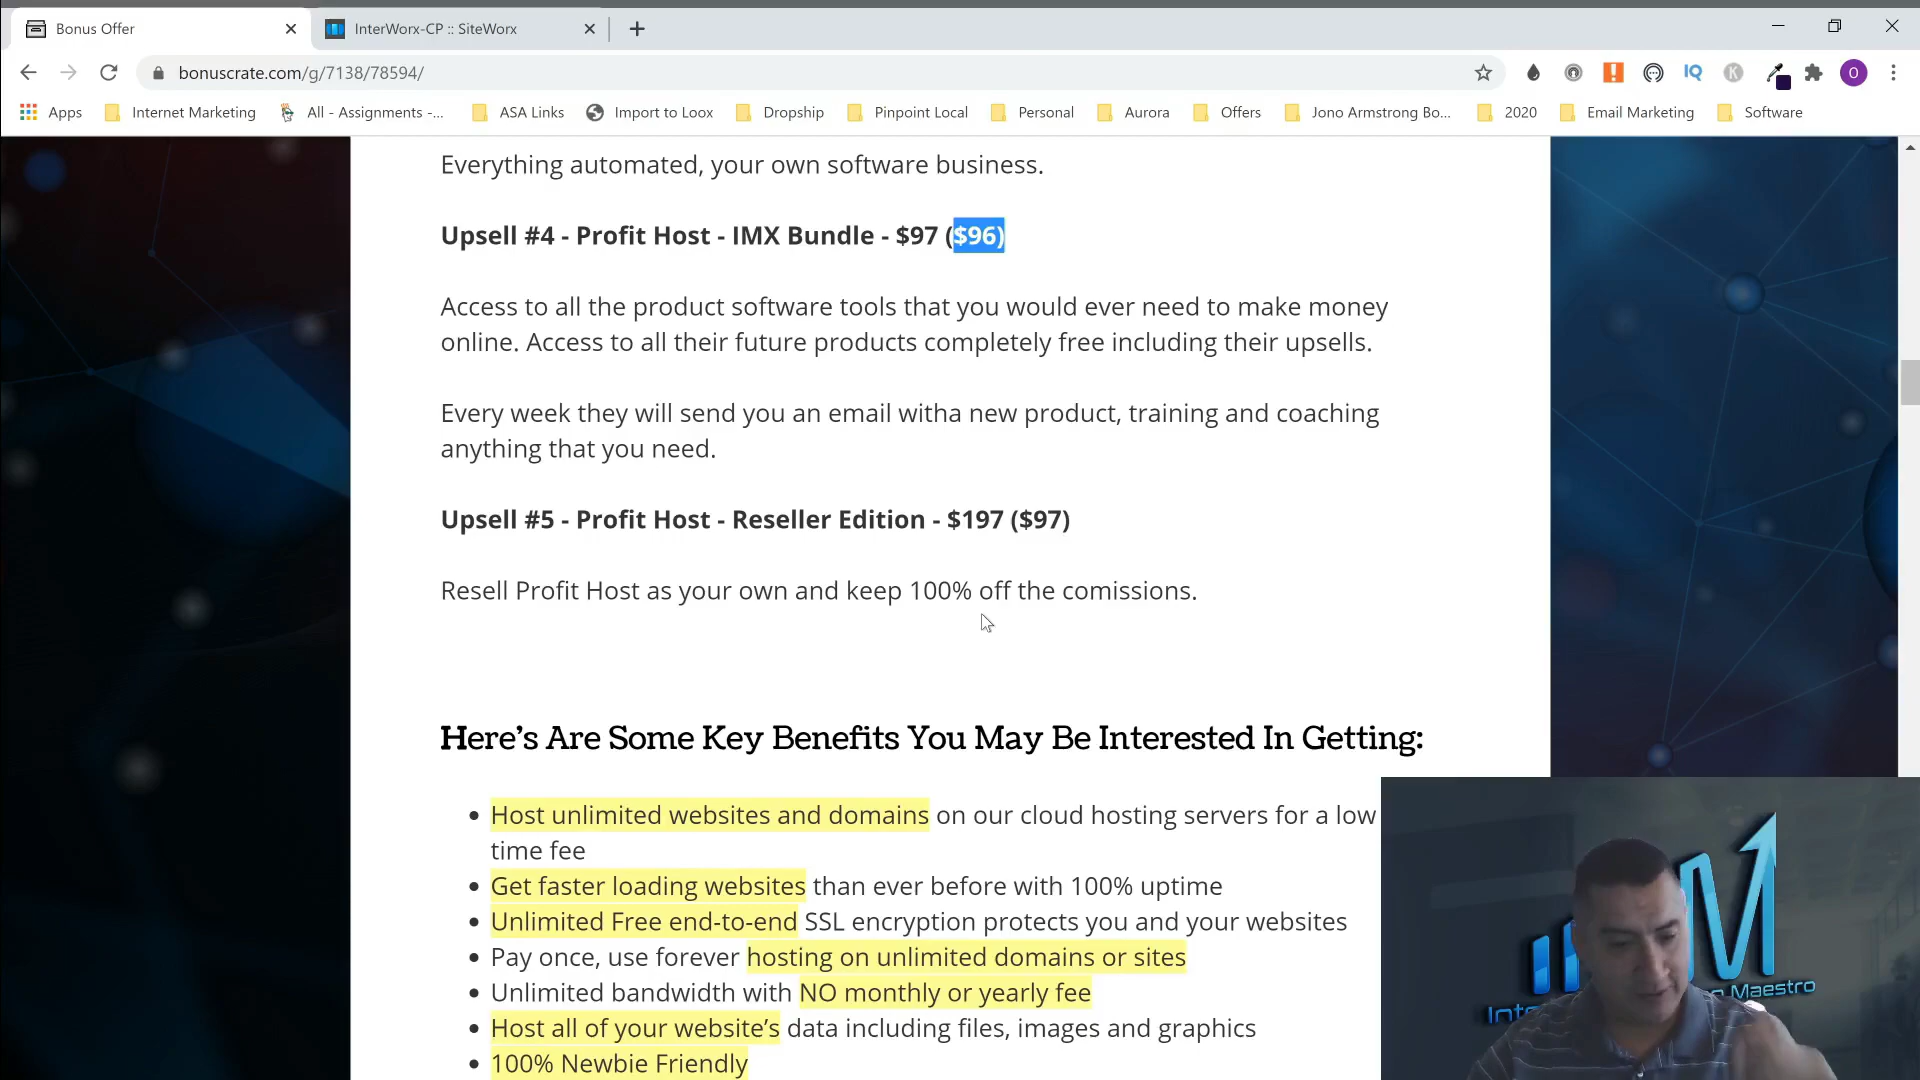 Bonus Offer
InterWorx-CP :: SiteWorx
bonuscrate.com/g/7138/78594/
IQ
K
O
Apps
Internet Marketing
All - Assignments -...
ASA Links
Import to Loox
Dropship
Pinpoint Local
Personal
Aurora
Offers
Jono Armstrong Bo...
2020
Email Marketing
Software
Everything automated, your own software business.
Upsell #4 - Profit Host - IMX Bundle - $97 ($96)
Access to all the product software tools that you would ever need to make money
online. Access to all their future products completely free including their upsells.
Every week they will send you an email witha new product, training and coaching
anything that you need.
Upsell #5 - Profit Host - Reseller Edition - $197 ($97)
Resell Profit Host as your own and keep 100% off the comissions.
Here's Are Some Key Benefits You May Be Interested In Getting:
Host unlimited websites and domains on our cloud hosting servers for a low
time fee
Get faster loading websites than ever before with 100% uptime
Unlimited Free end-to-end SSL encryption protects you and your websites
Pay once, use forever hosting on unlimited domains or sites
Unlimited bandwidth with NO monthly or yearly fee
Host all of your website's data including files, images and graphics
100% Newbie Friendly
Maestro